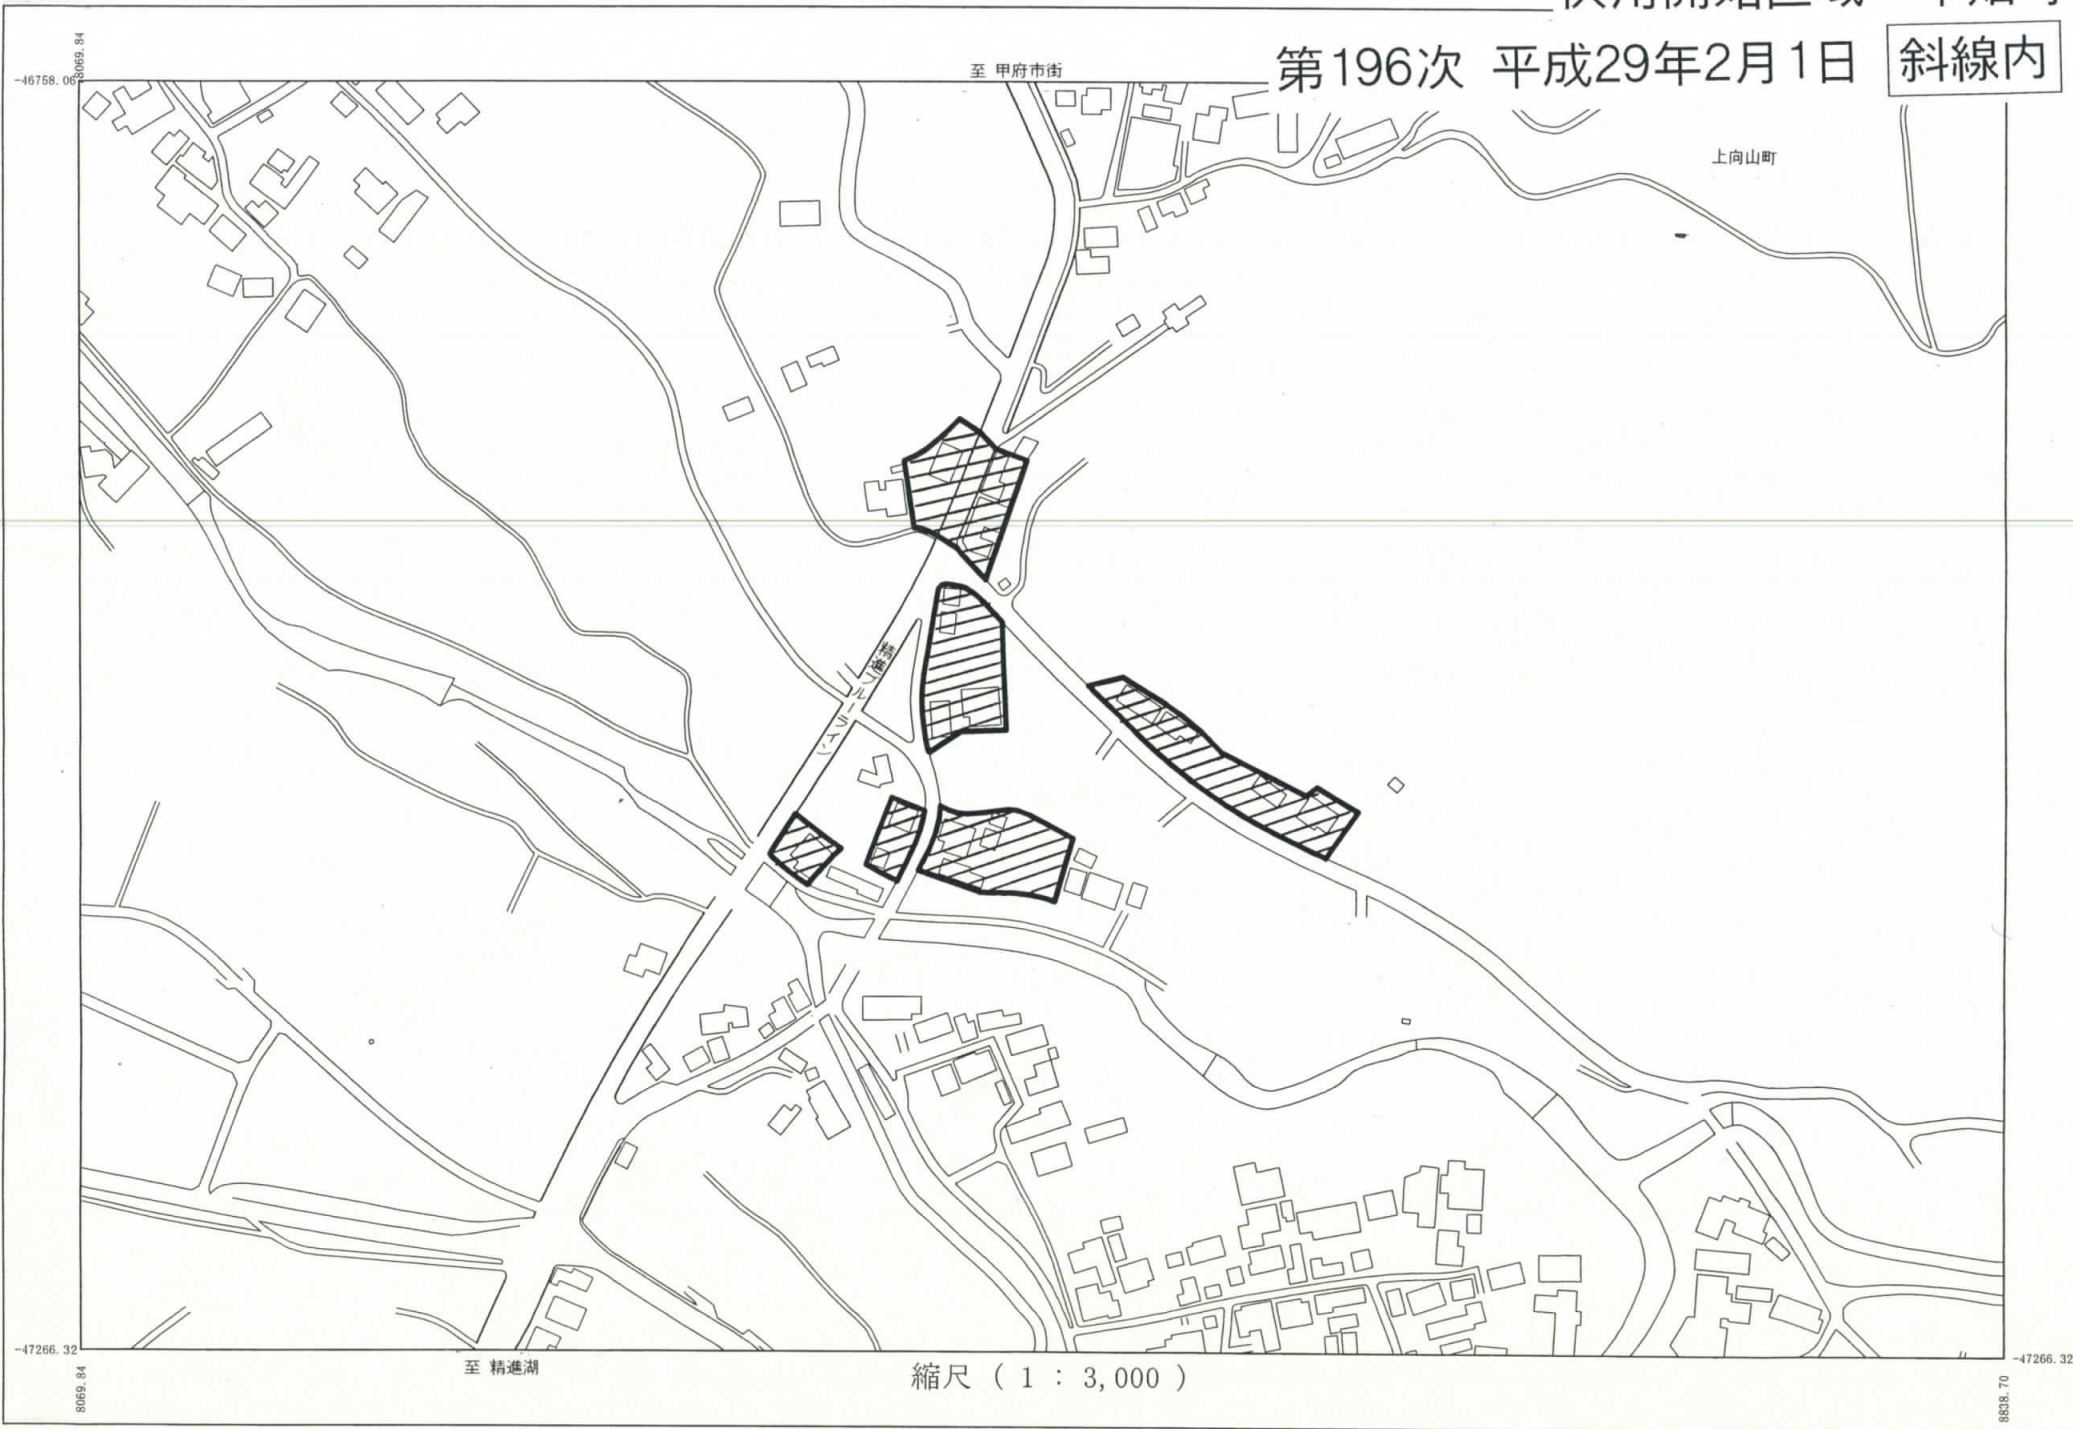 第196次 平成29年2月1日 斜線内
8069.84
-46758.06
至 甲府市街
上向山町
精進ブルーライン
-47266.32
-47266.32
至 精進湖
縮尺 ( 1 : 3,000 )
8069.84
8838.70